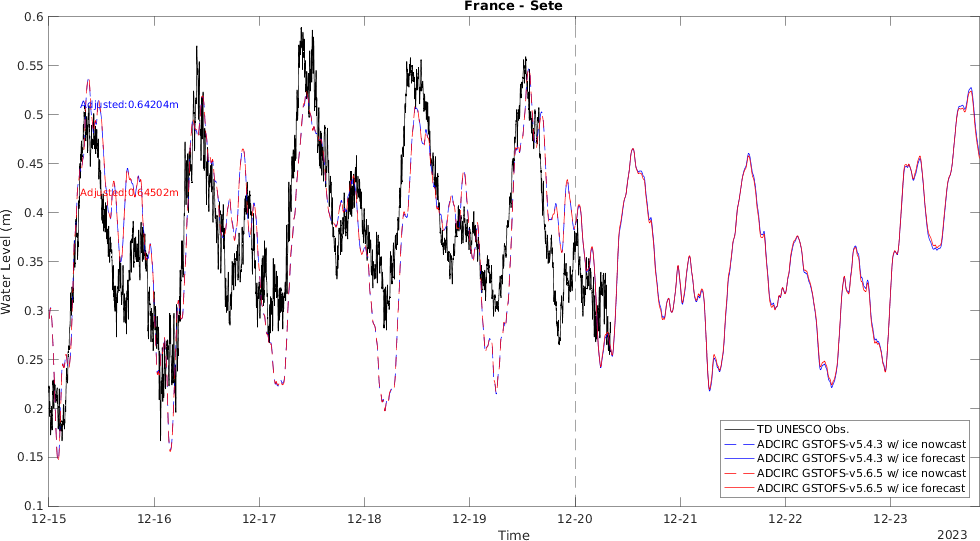 France - Sete
0.6
0.55
0.5
0.45
0.4
0.35
0.3
0.25
0.2
0.15
0.1
Water Level (m)
Adjusted:0.64204m
Adjusted:0.64502m
TD UNESCO Obs.
ADCIRC GSTOFS-v5.4.3 w/ ice nowcast
ADCIRC GSTOFS-v5.4.3 w/ ice forecast
ADCIRC GSTOFS-v5.6.5 w/ ice nowcast
ADCIRC GSTOFS-v5.6.5 w/ ice forecast
12-15 12-16 12-17 12-18 12-19 12-20 12-21 12-22 12-23
Time
2023